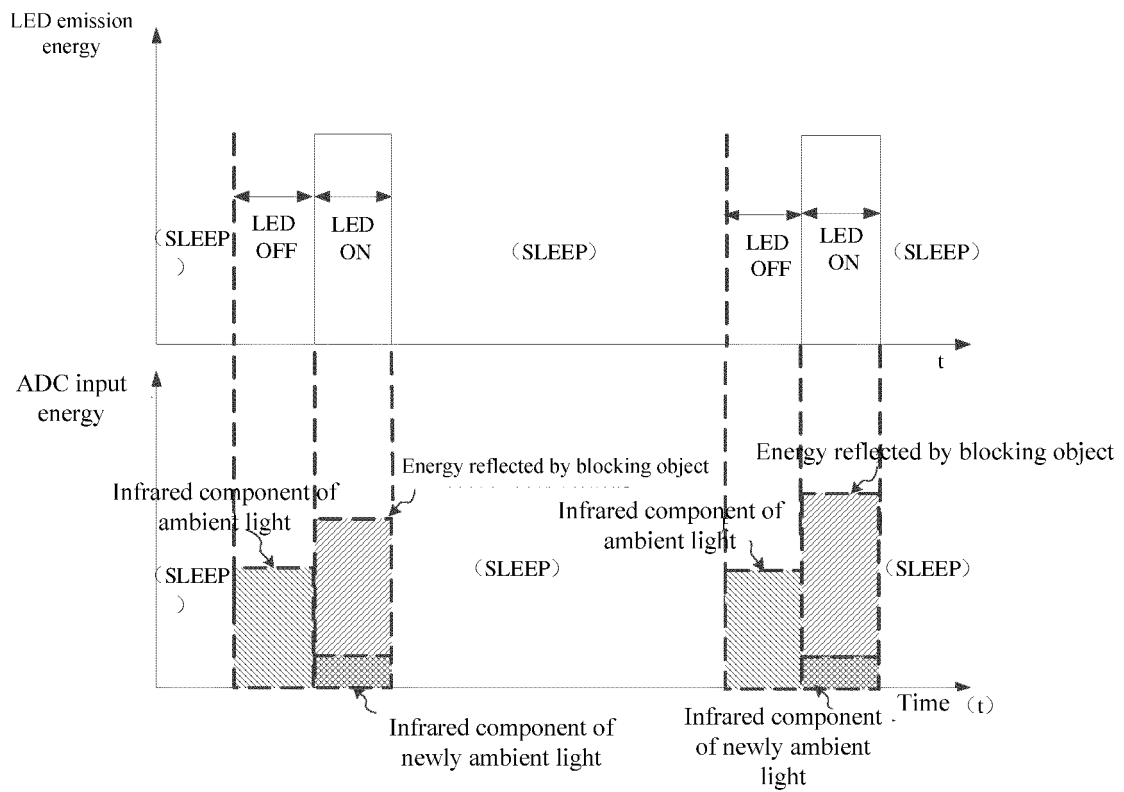 LED emission
energy
LED
OFF
LED
ON
（SLEEP
）
（SLEEP）
LED
OFF
LED
ON
（SLEEP）
t
ADC input
energy
Energy reflected by blocking object
Infrared component of
ambient light
（SLEEP
）
（SLEEP）
Energy reflected by blocking object
Infrared component of
ambient light
（SLEEP）
Time （t）
Infrared component of
newly ambient light
Infrared component
of newly ambient
light